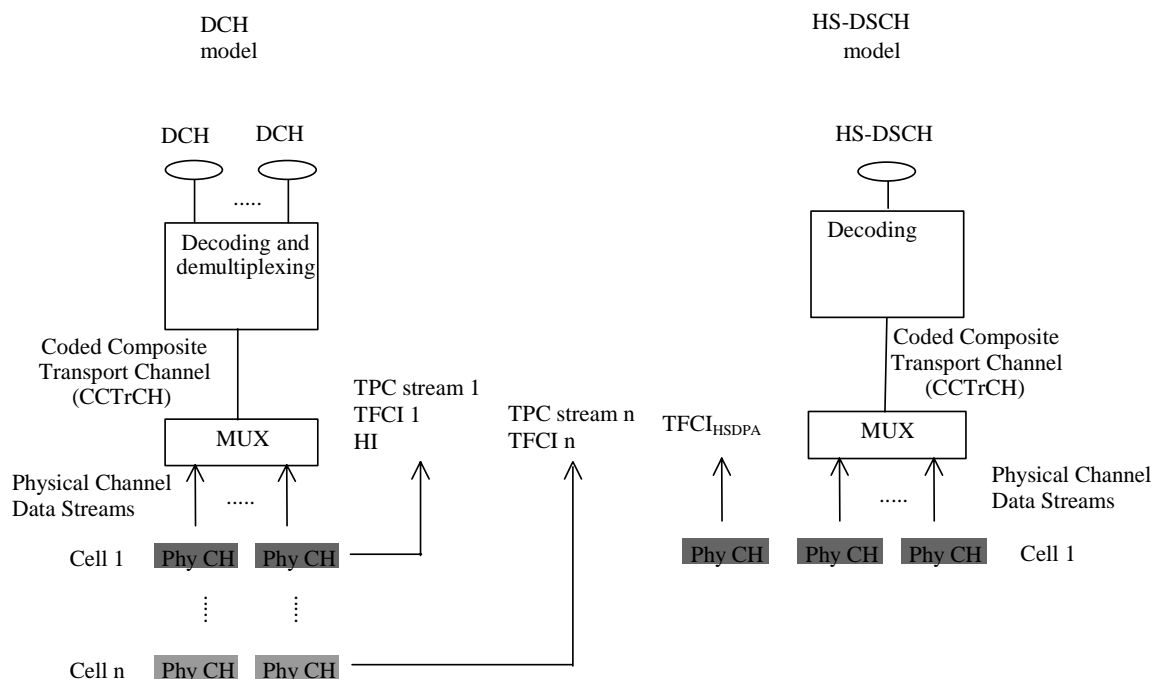 DCH
model
HS-DSCH
model
DCH
DCH
HS-DSCH
.....
Decoding and
demultiplexing
Decoding
Coded Composite
Transport Channel
(CCTrCH)
Coded Composite
Transport Channel
(CCTrCH)
TPC stream 1
TFCI 1
HI
TPC stream n
TFCI n
TFCI HSDPA
MUX
MUX
Physical Channel
Data Streams
.....
.....
Physical Channel
Data Streams
Cell 1
Phy CH
Phy CH
Phy CH
Phy CH
Phy CH
Cell 1
Cell n
Phy CH
Phy CH